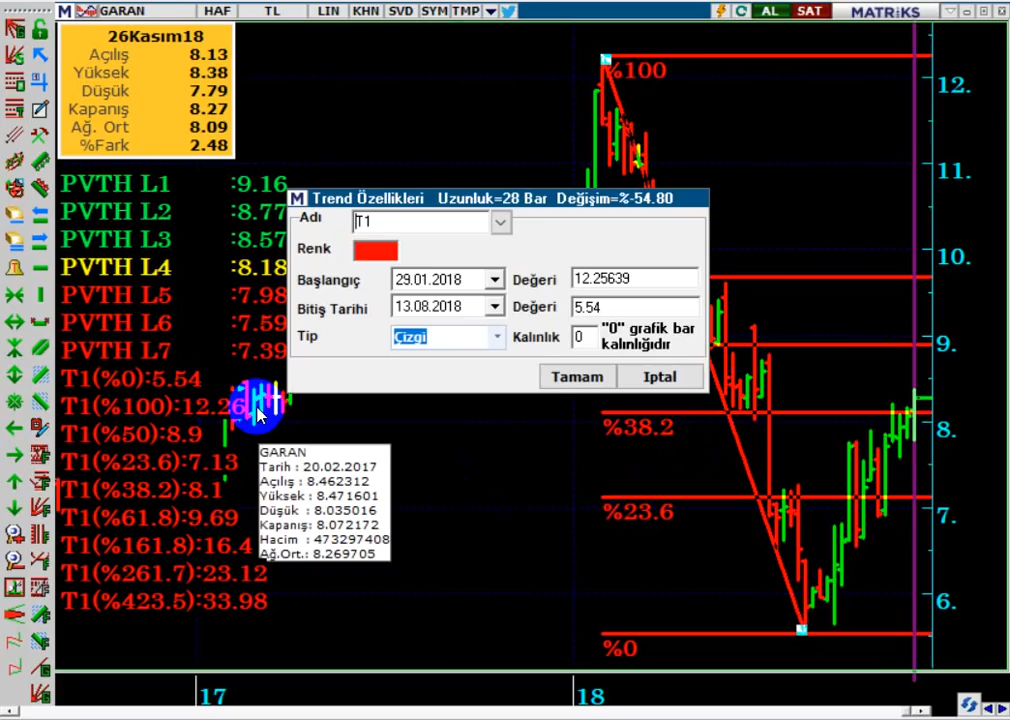 GARAN HAF TL LIN KHN SVD SYM TMP AL SAT MATRiKS
26Kasım18
Açılış 8.13
Yüksek 8.38
Düşük 7.79
Kapanış 8.27
Ağ. Ort 8.09
%Fark 2.48
PVTH L1 :9.16
PVTH L2 :8.77
PVTH L3 :8.57
PVTH L4 :8.18
PVTH L5 :7.98
PVTH L6 :7.59
PVTH L7 :7.39
T1(%0):5.54
T1(%100):12.26
T1(%50):8.9
T1(%23.6):7.13
T1(%38.2):8.1
T1(%61.8):9.69
T1(%161.8):16.4
T1(%261.7):23.12
T1(%423.5):33.98
Trend Özellikleri Uzunluk=28 Bar Değişim=%-54.80
Adı T1
Renk
Başlangıç 29.01.2018 Değeri 12.25639
Bitiş Tarihi 13.08.2018 Değeri 5.54
Tip Çizgi Kalınlık 0 "0" grafik bar
kalınlığıdır
Tamam Iptal
GARAN
Tarih : 20.02.2017
Açılış : 8.462312
Yüksek : 8.471601
Düşük : 8.035016
Kapanış: 8.072172
Hacim : 473297408
Ağ.Ort.: 8.269705
%100
%38.2
%23.6
%0
12.
11.
10.
9.
8.
7.
6.
17
18